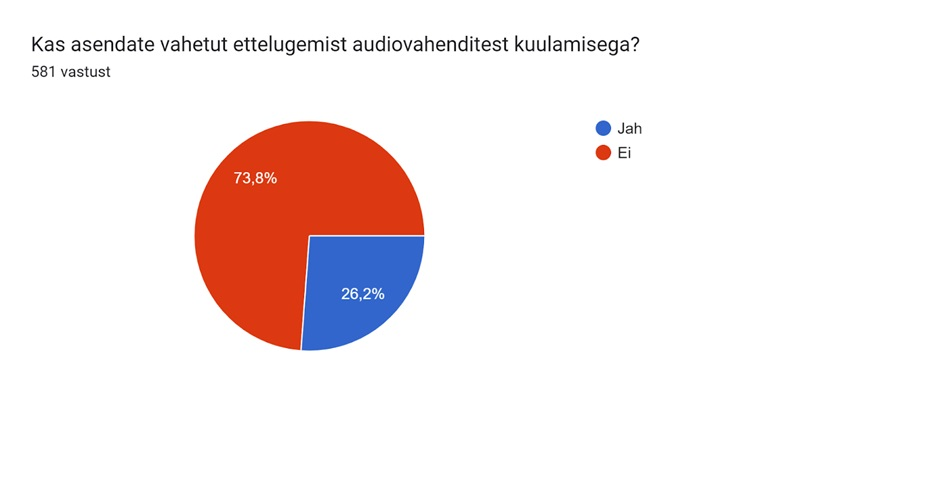 Kas asendate vahetut ettelugemist audiovahenditest kuulamisega?
581 vastust
Jah
Ei
73,8%
26,2%